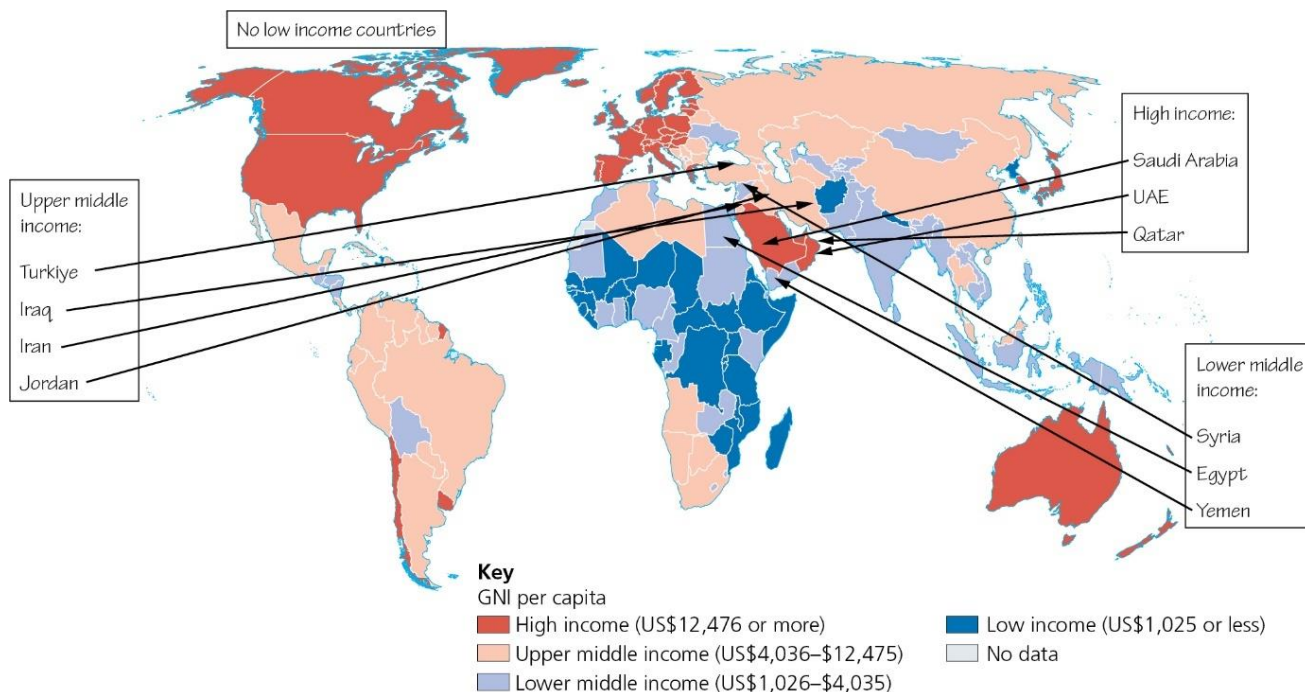 No low income countries
High income:
Saudi Arabia
UAE
Qatar
Upper middle
income:
Turkiye
Iraq
Iran
Jordan
Lower middle
income:
Syria
Egypt
Yemen
Key
GNI per capita
High income (US$12,476 or more)
Upper middle income (US$4,036–$12,475)
Lower middle income (US$1,026–$4,035)
Low income (US$1,025 or less)
No data